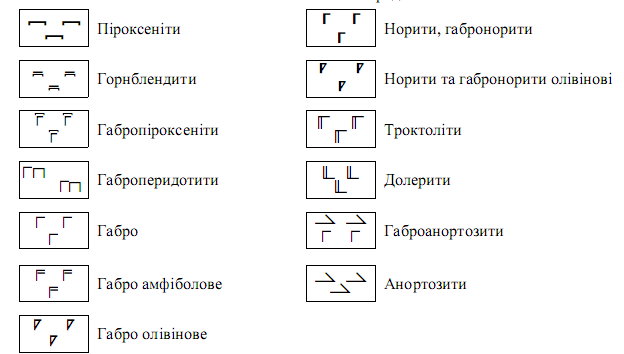 Піроксеніти
Горнблендити
Габропіроксеніти
Габроперидотити
Габро
Габро амфіболове
Габро олівінове
Норити, габронорити
Норити та габронорити олівінові
Троктоліти
Долерити
Габроанортозити
Анортозити